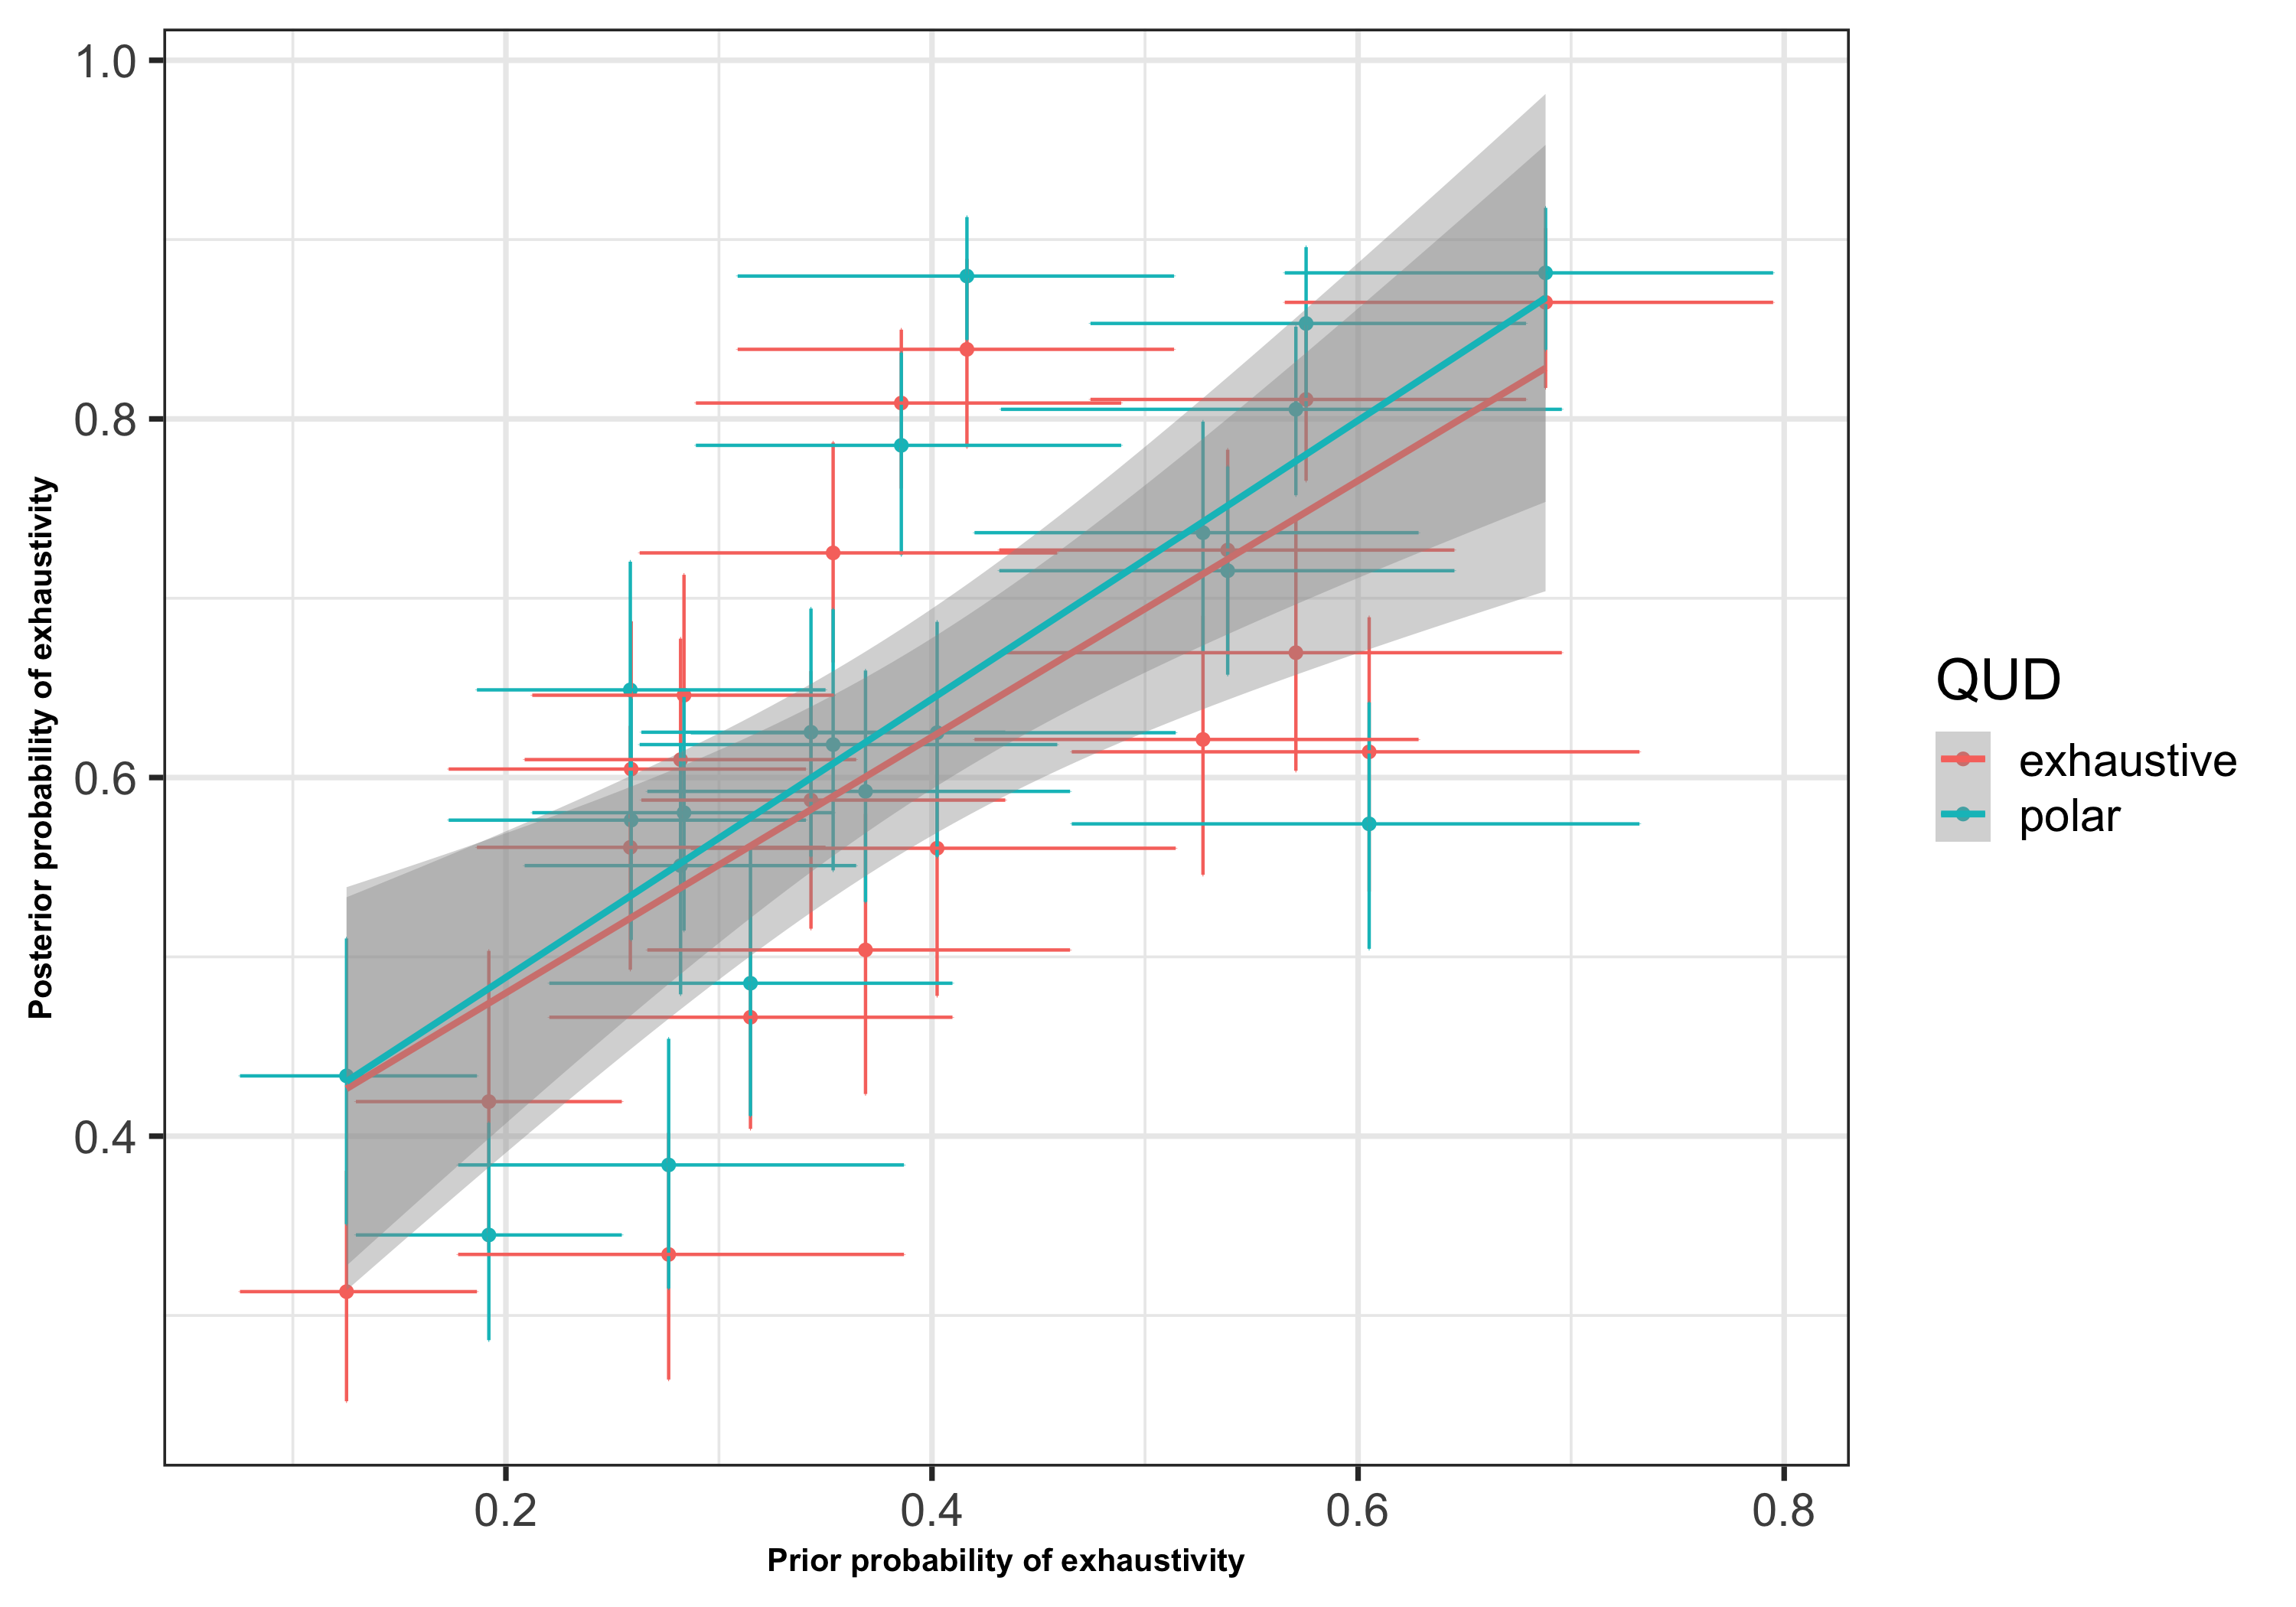 1.0
0.8
0.6
0.4
Posterior probability of exhaustivity
0.2
0.4
0.6
0.8
Prior probability of exhaustivity
QUD
exhaustive
polar